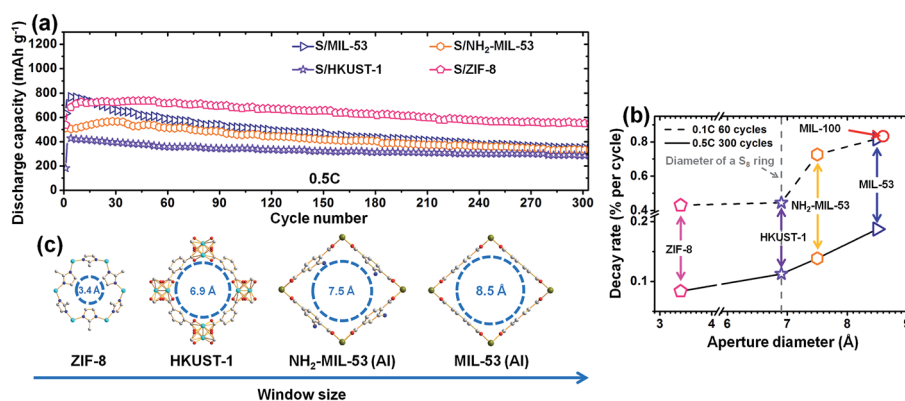 (a)
Discharge capacity (mAh g⁻¹)
1200
1000
800
600
400
200
0
S/MIL-53
S/NH₂-MIL-53
S/HKUST-1
S/ZIF-8
0.5C
0 30 60 90 120 150 180 210 240 270 300
Cycle number
(b)
Decay rate (% per cycle)
0.8
0.6
0.4
0.2
0.1
0.1C 60 cycles
0.5C 300 cycles
Diameter of a S₈ ring
MIL-100
MIL-53
NH₂-MIL-53
HKUST-1
ZIF-8
3 4 6 7 8
Aperture diameter (Å)
(c)
3.4 Å
6.9 Å
7.5 Å
8.5 Å
ZIF-8
HKUST-1
NH₂-MIL-53 (Al)
MIL-53 (Al)
Window size